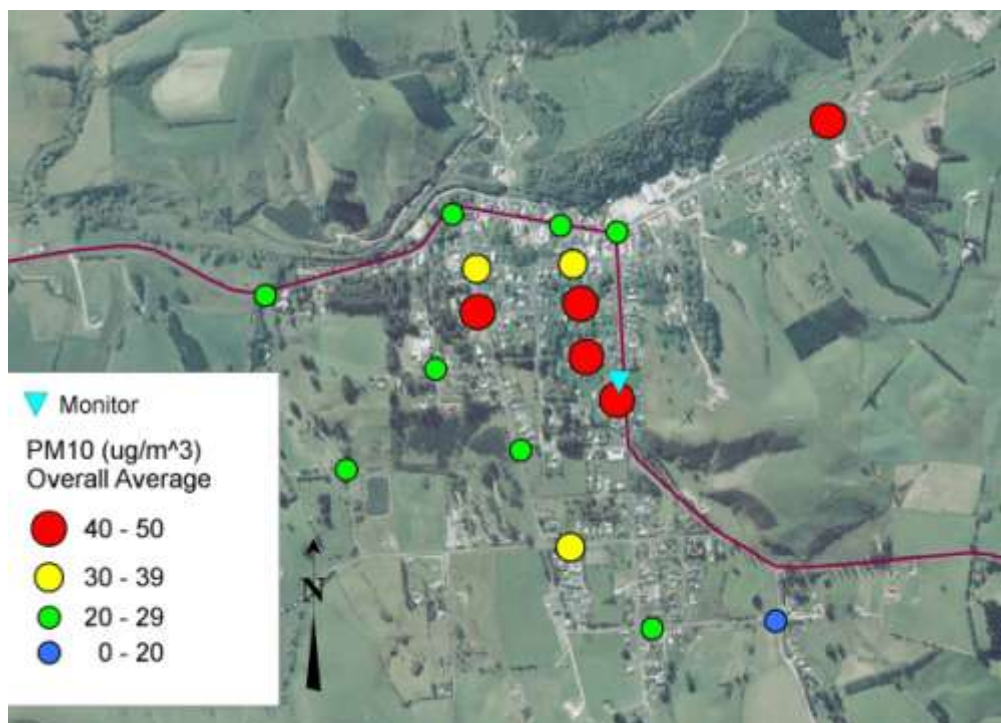 Monitor
PM10 (ug/m^3)
Overall Average
40 - 50
30 - 39
20 - 29
0 - 20
N